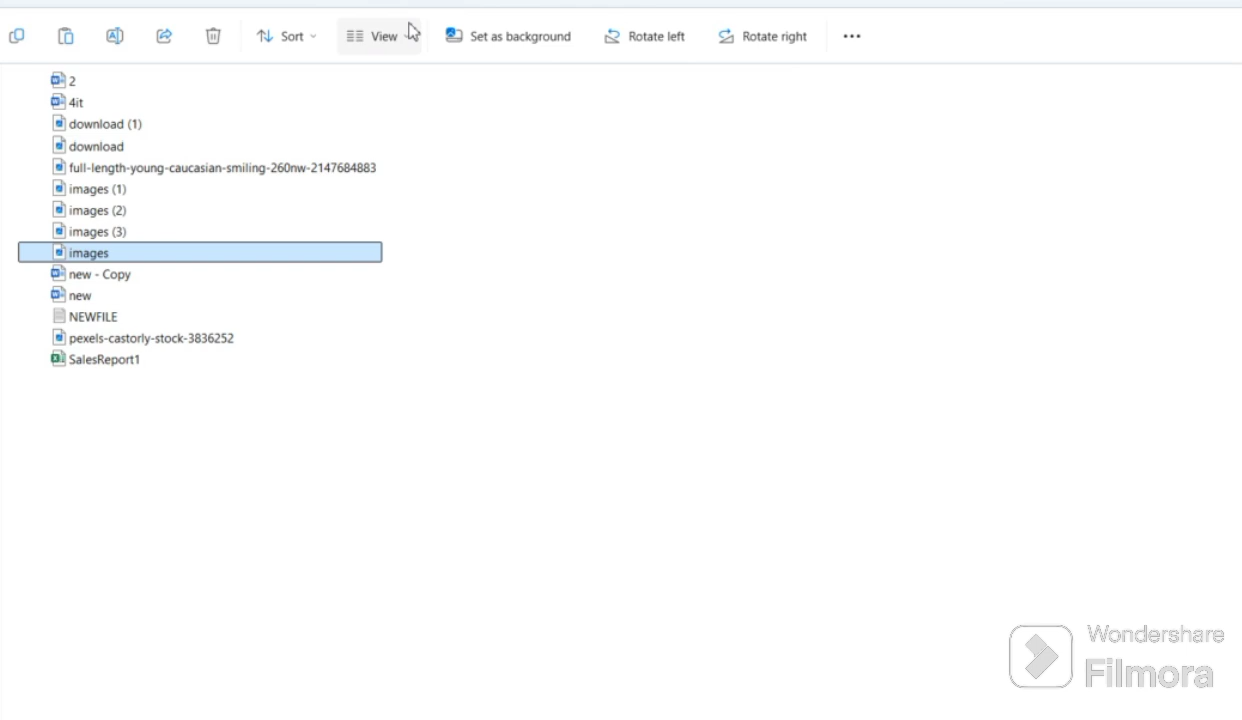 Sort View Set as background Rotate left Rotate right
2
4it
download (1)
download
full-length-young-caucasian-smiling-260nw-2147684883
images (1)
images (2)
images (3)
images
new - Copy
new
NEWFILE
pexels-castorly-stock-3836252
SalesReport1
Wondershare
Filmora